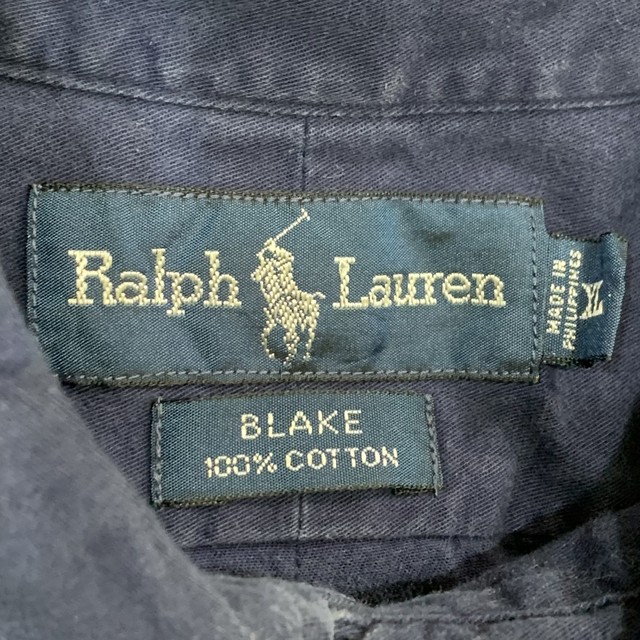 Ralph Lauren
MADE IN
PHILIPPINES
XL
BLAKE
100% COTTON